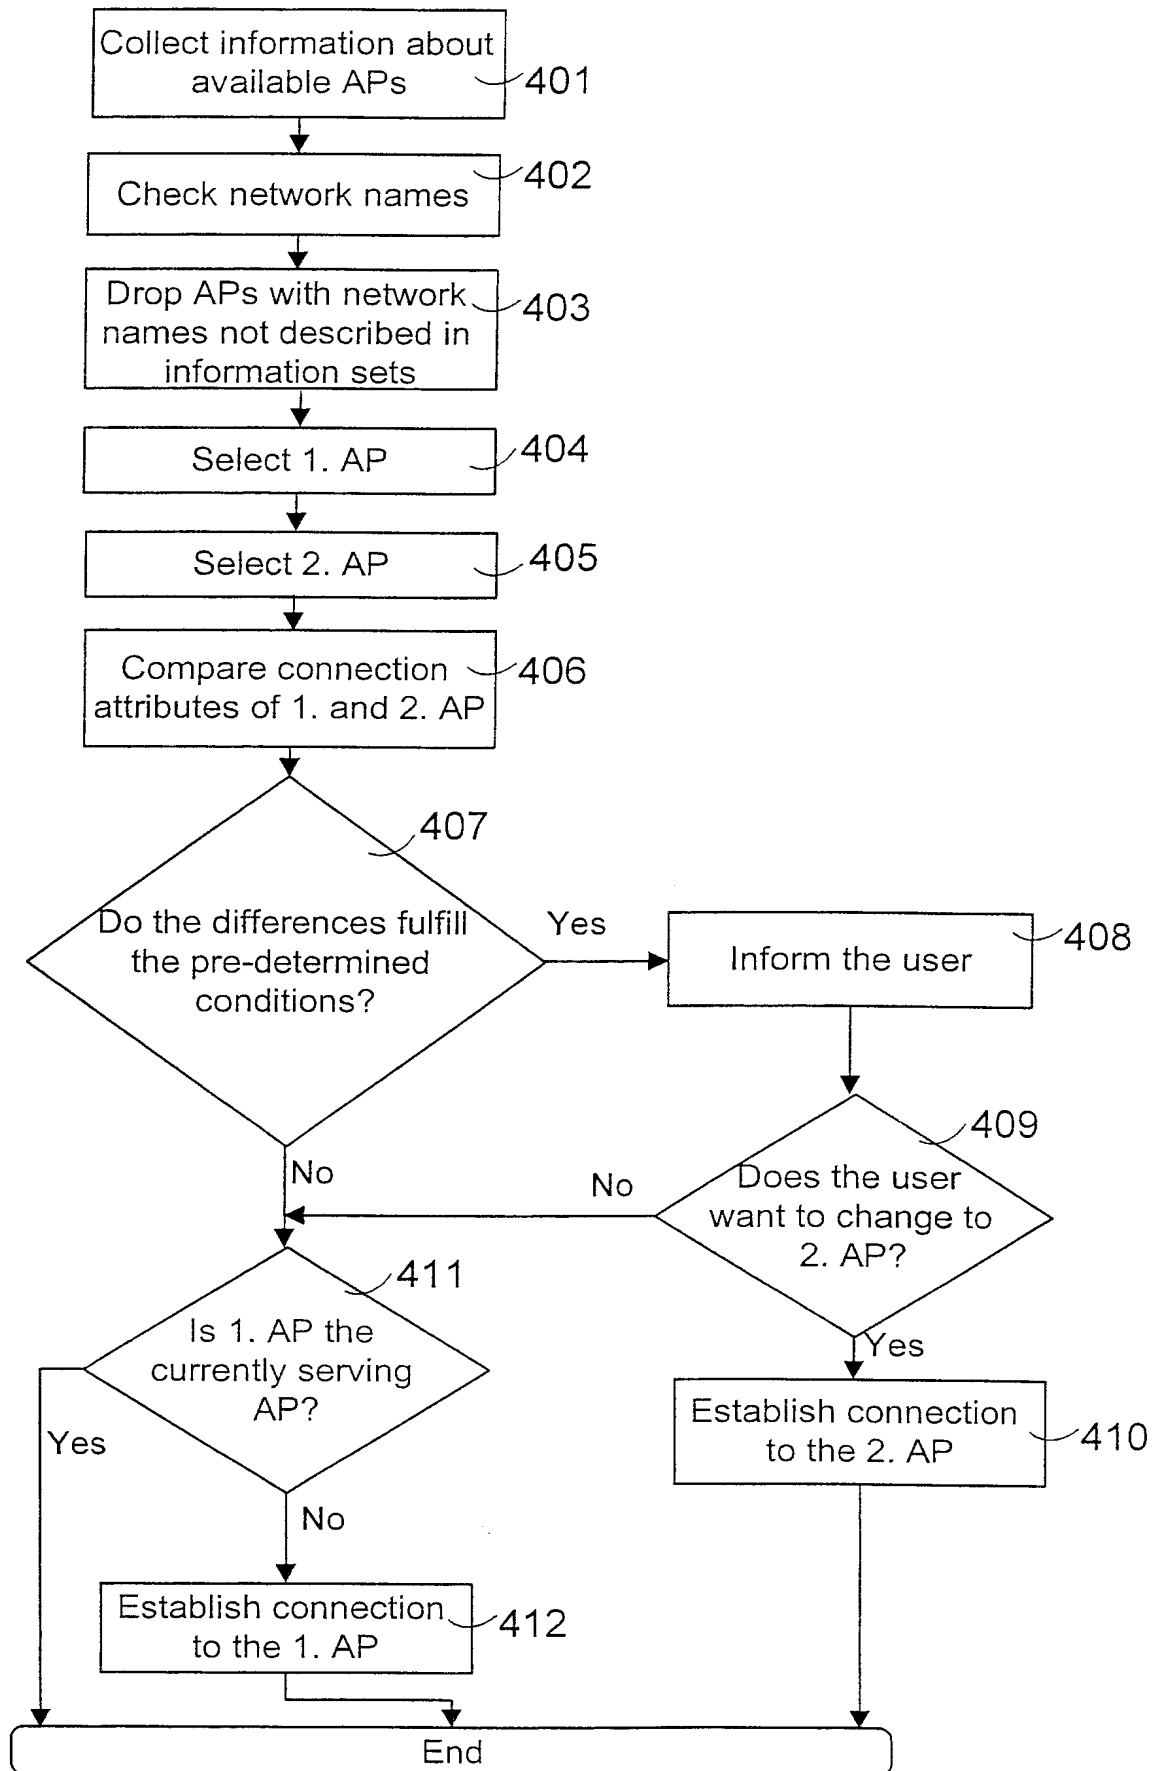 Collect information about
available APs
401
Check network names
402
Drop APs with network
names not described in
information sets
403
Select 1. AP
404
Select 2. AP
405
Compare connection
attributes of 1. and 2. AP
406
407
Do the differences fulfill
the pre-determined
conditions?
Yes
Inform the user
408
No
409
Does the user
want to change to
2. AP?
No
Yes
411
Is 1. AP the
currently serving
AP?
Yes
No
Establish connection
to the 2. AP
410
Establish connection
to the 1. AP
412
End